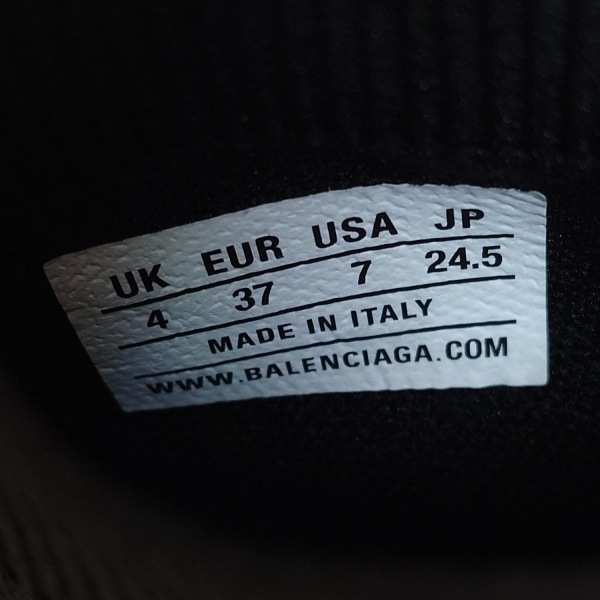 UK EUR USA JP
4 37 7 24.5
MADE IN ITALY
WWW.BALENCIAGA.COM